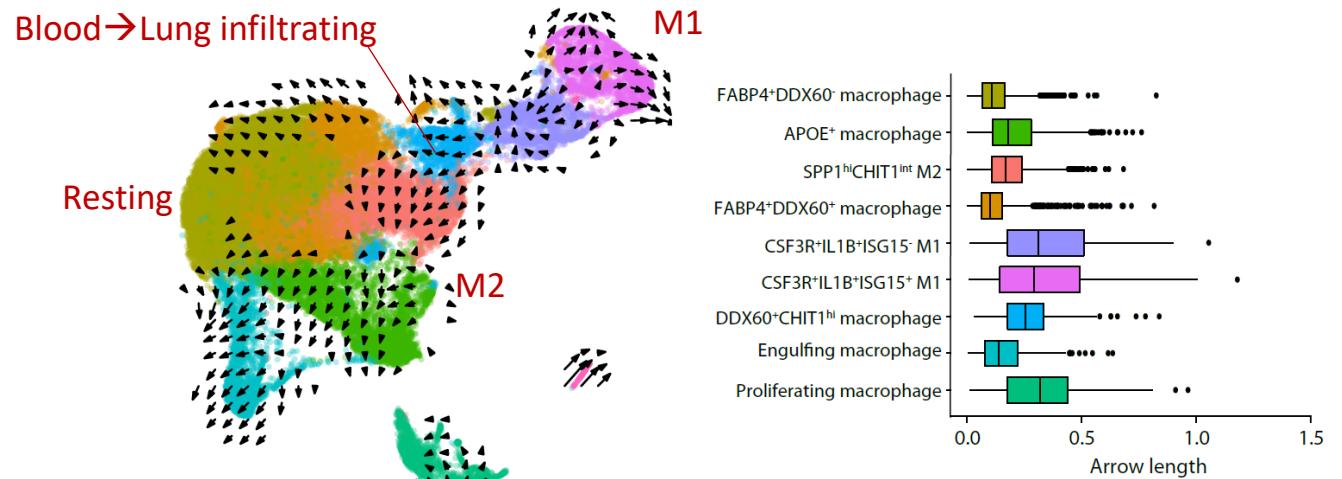 Blood→Lung infiltrating
M1
Resting
M2
FABP4⁺DDX60⁻ macrophage
APOE⁺ macrophage
SPP1ʰⁱCHIT1ⁱⁿᵗ M2
FABP4⁺DDX60⁺ macrophage
CSF3R⁺IL1B⁺ISG15⁻ M1
CSF3R⁺IL1B⁺ISG15⁺ M1
DDX60⁺CHIT1ʰⁱ macrophage
Engulfing macrophage
Proliferating macrophage
0.0 0.5 1.0 1.5
Arrow length